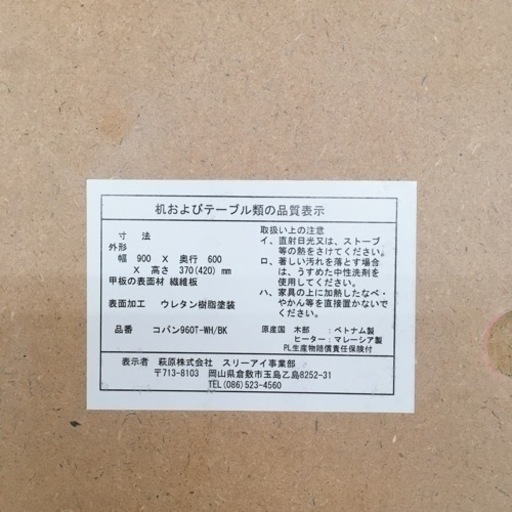 机およびテーブル類の品質表示
寸 法
外形
幅 900 X 奥行 600
X 高さ 370(420) mm
甲板の表面材 繊維板
表面加工 ウレタン樹脂塗装
品番 コパン960T-WH/BK
取扱い上の注意
イ、直射日光又は、ストーブ
等の熱をさけてください。
ロ、著しい汚れを落とす場合
は、うすめた中性洗剤を
使用してください。
ハ、家具の上に加熱したなべ・
やかん等を直接置かないで
ください。
原産国 木部 :ベトナム製
ヒーター:マレーシア製
PL生産物賠償責任保険付
表示者 萩原株式会社 スリーアイ事業部
〒713-8103 岡山県倉敷市玉島乙島8252-31
TEL(086)523-4560